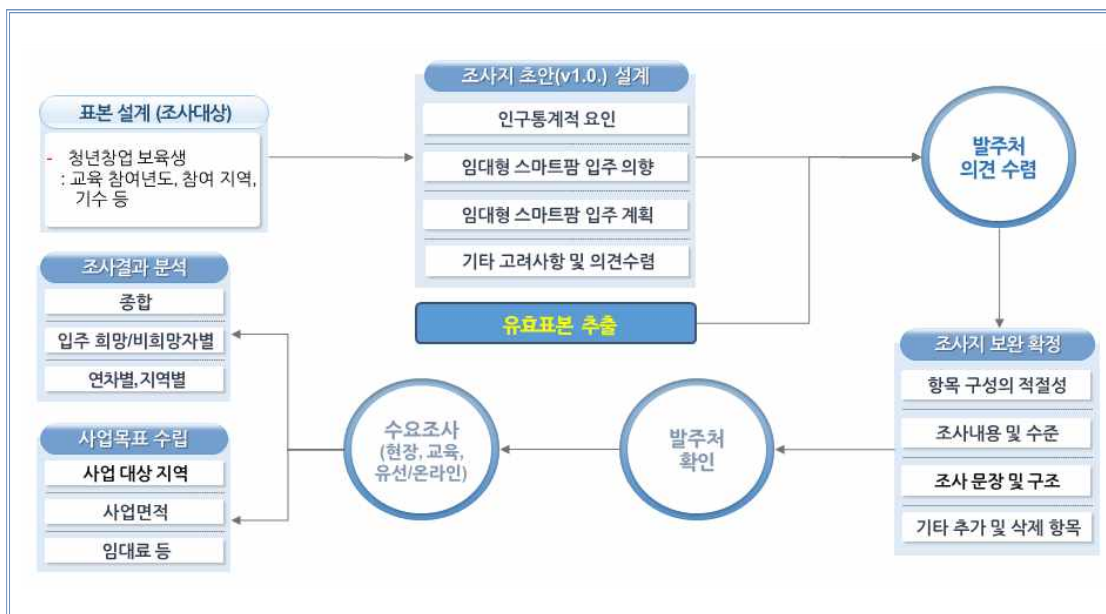 표본 설계 (조사대상)
- 청년창업 보육생
: 교육 참여년도, 참여 지역,
기수 등
조사지 초안(v1.0.) 설계
인구통계적 요인
임대형 스마트팜 입주 의향
임대형 스마트팜 입주 계획
기타 고려사항 및 의견수렴
유효표본 추출
발주처
의견 수렴
조사지 보완 확정
항목 구성의 적절성
조사내용 및 수준
조사 문장 및 구조
기타 추가 및 삭제 항목
발주처
확인
수요조사
(현장, 교육,
유선/온라인)
조사결과 분석
종합
입주 희망/비희망자별
연차별,지역별
사업목표 수립
사업 대상 지역
사업면적
임대료 등